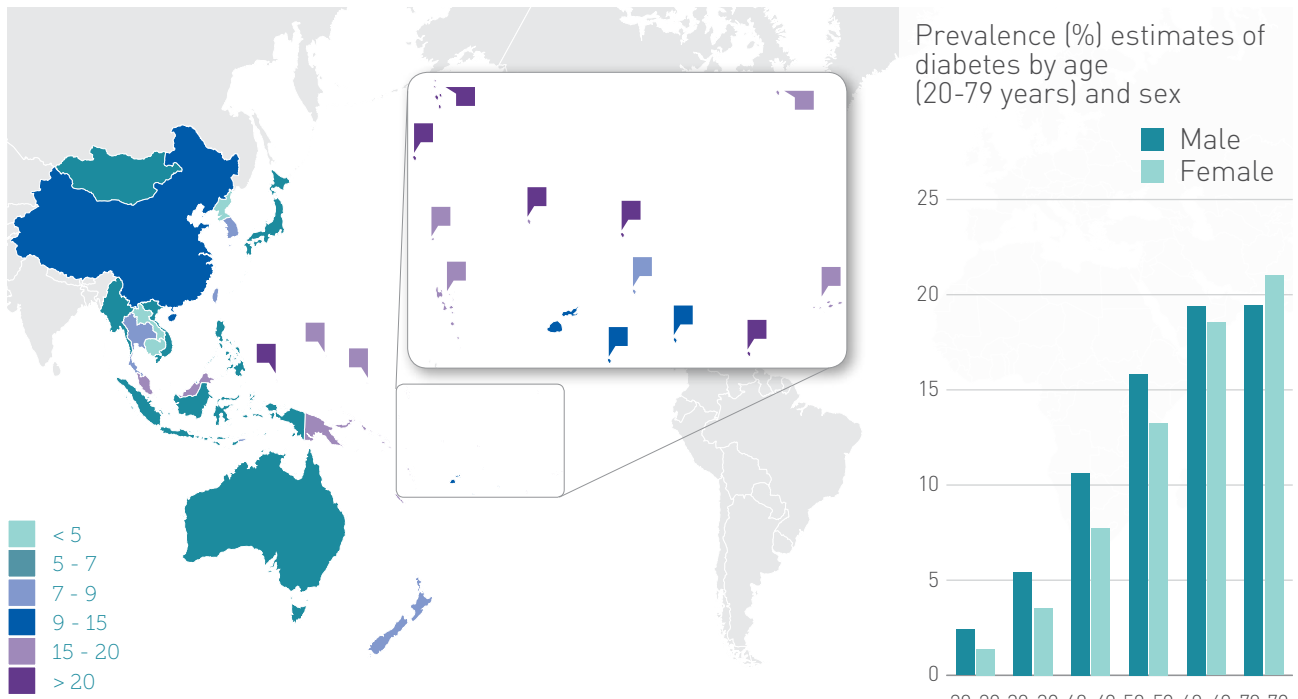 Prevalence (%) estimates of
diabetes by age
(20-79 years) and sex
Male
Female
25
20
15
10
5
0
< 5
5 - 7
7 - 9
9 - 15
15 - 20
> 20